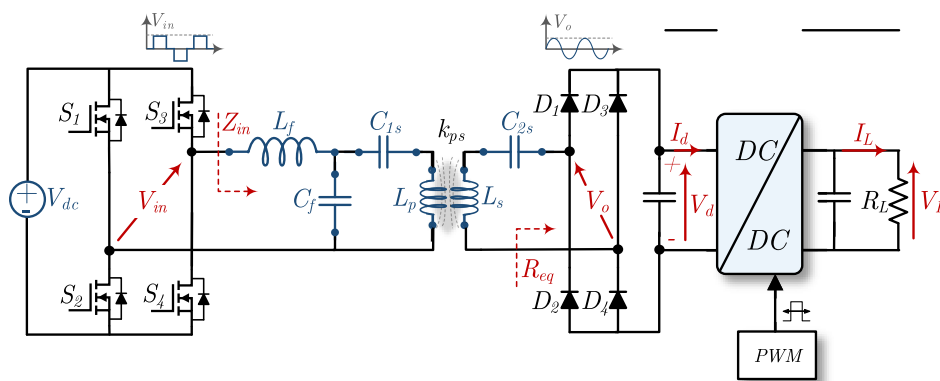 V_in
V_o
S_1
S_3
Z_in
L_f
C_1s
k_ps
C_2s
D_1
D_3
I_d
DC
I_L
V_dc
+
-
V_in
C_f
L_p
L_s
V_o
+
V_d
-
DC
R_L
R_eq
S_2
S_4
D_2
D_4
PWM